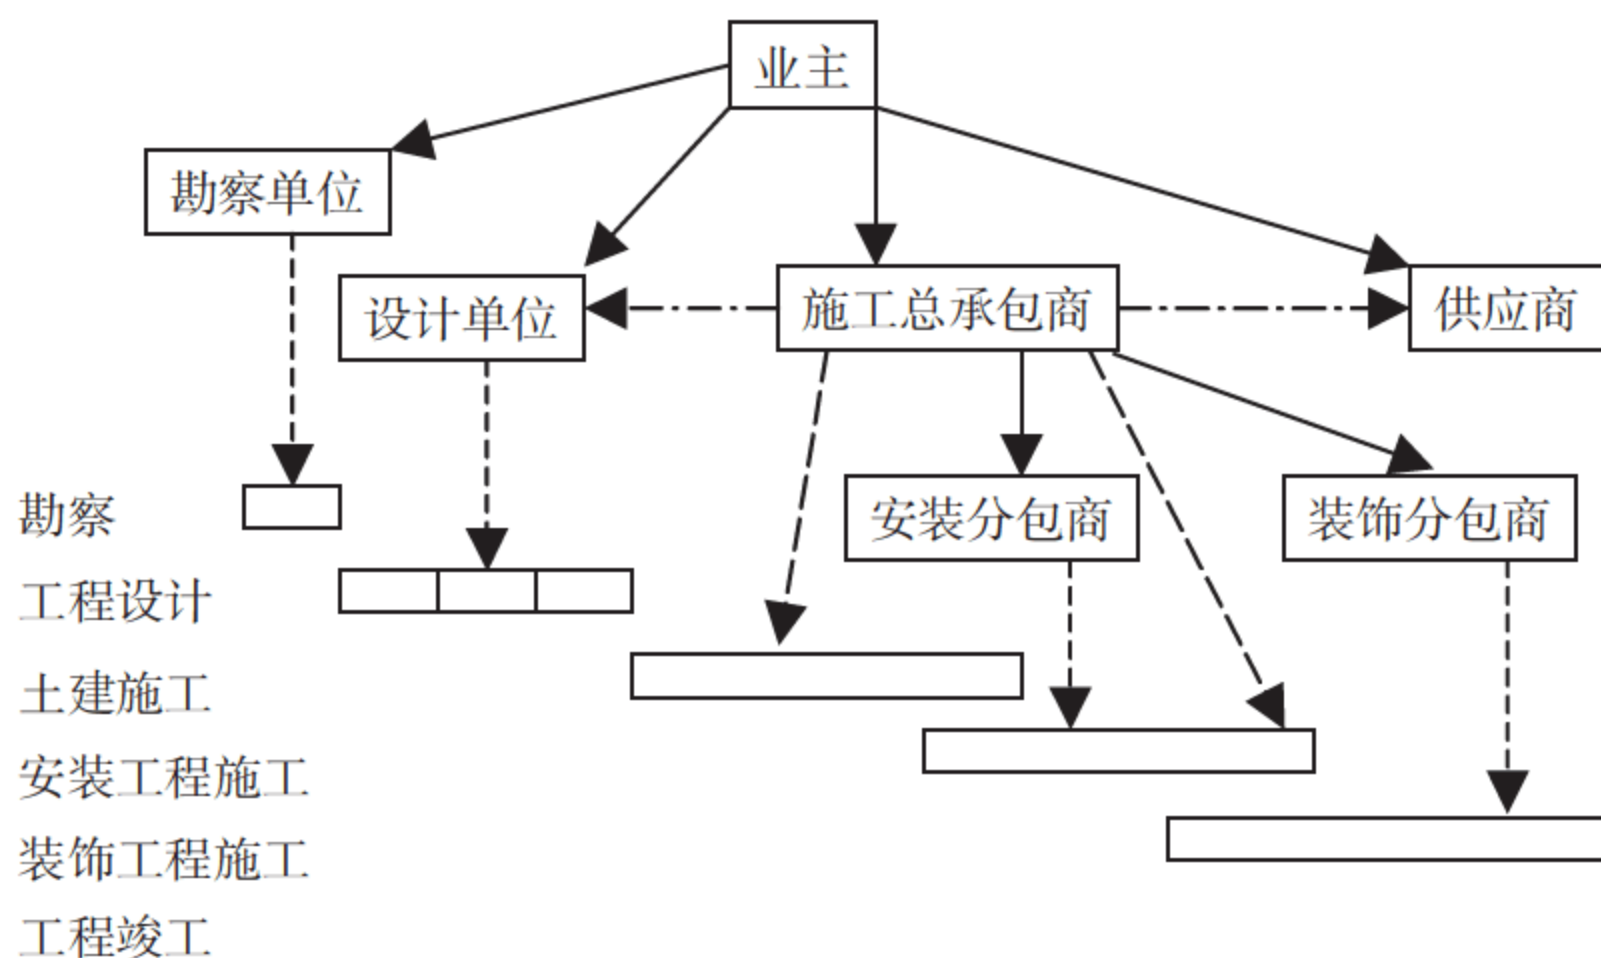 业主
勘察单位
设计单位
施工总承包商
供应商
安装分包商
装饰分包商
勘察
工程设计
土建施工
安装工程施工
装饰工程施工
工程竣工